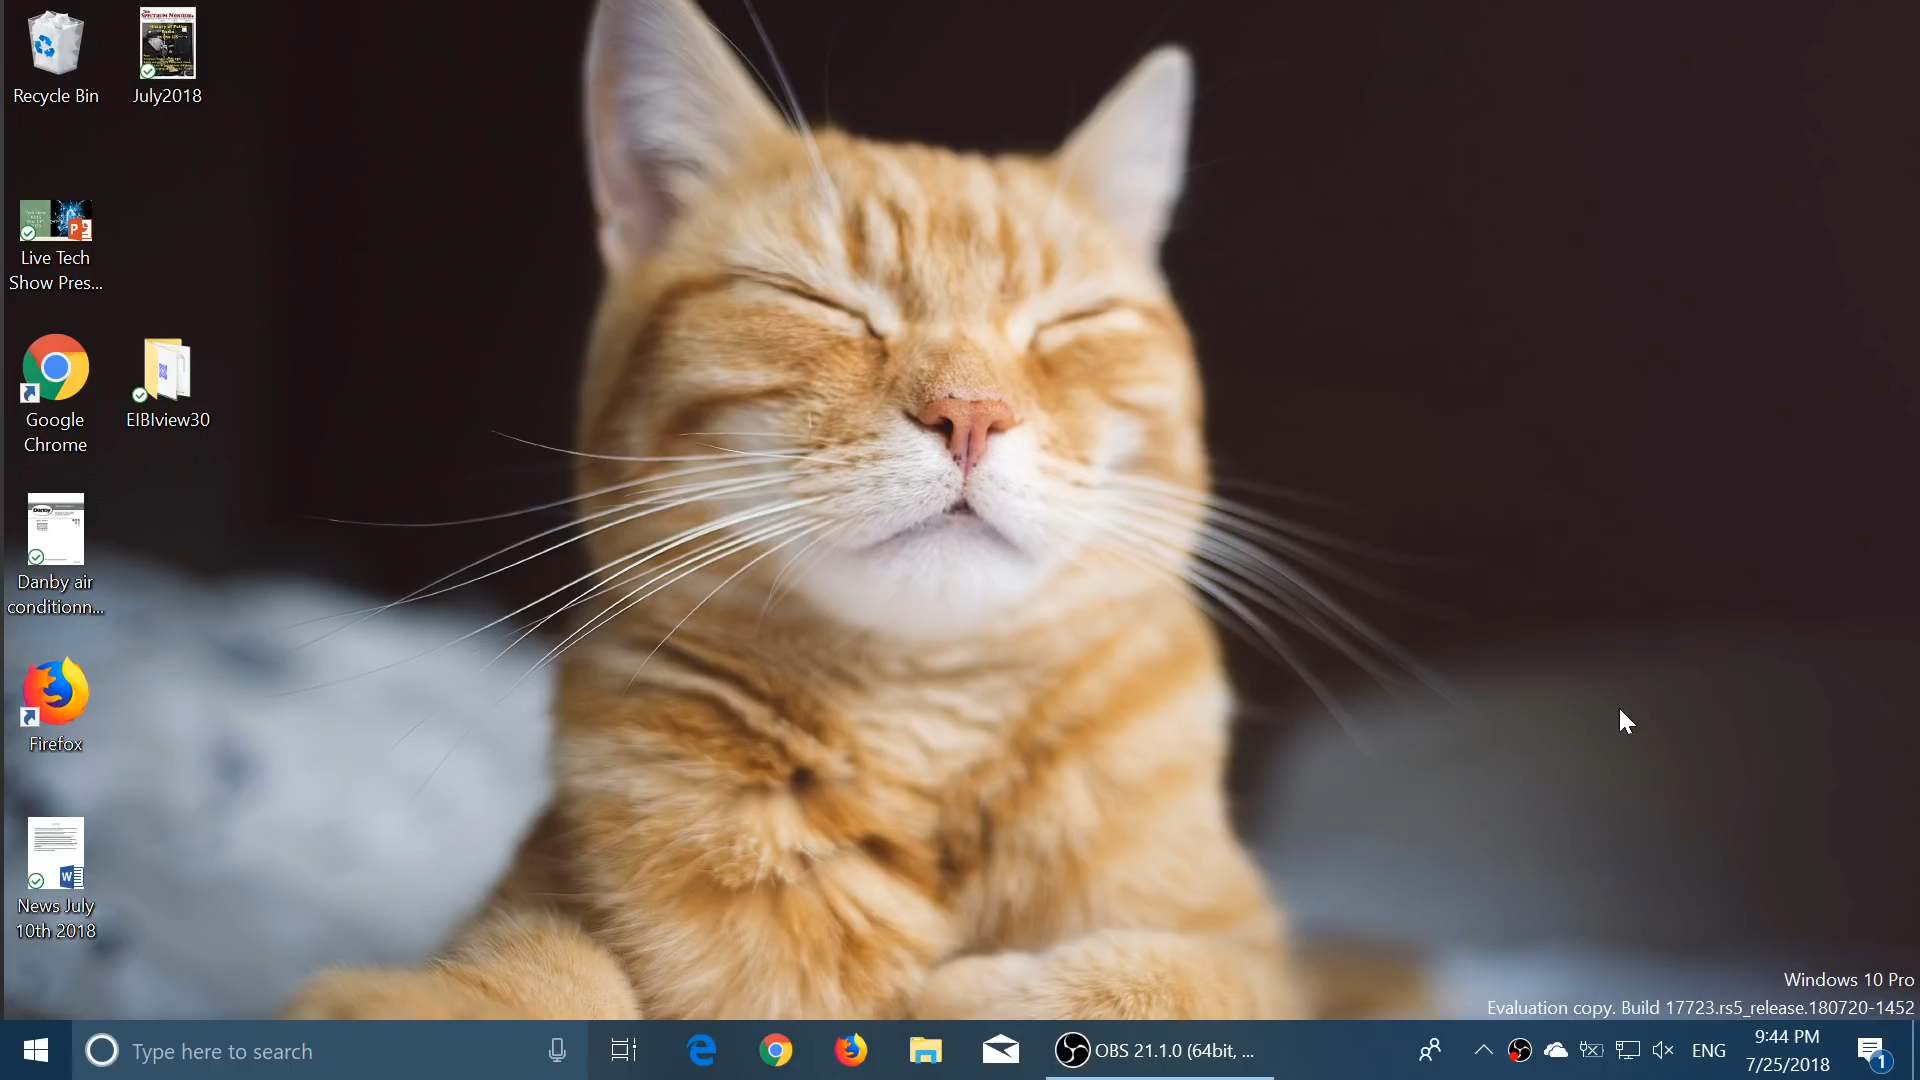 Recycle Bin
July2018
Live Tech
Show Pres...
Google
Chrome
EIBIview30
Danby
Danby air
conditionn...
Firefox
News July
10th 2018
Windows 10 Pro
Evaluation copy. Build 17723.rs5_release.180720-1452
Type here to search
OBS 21.1.0 (64bit, ...
ENG
9:44 PM
7/25/2018
1